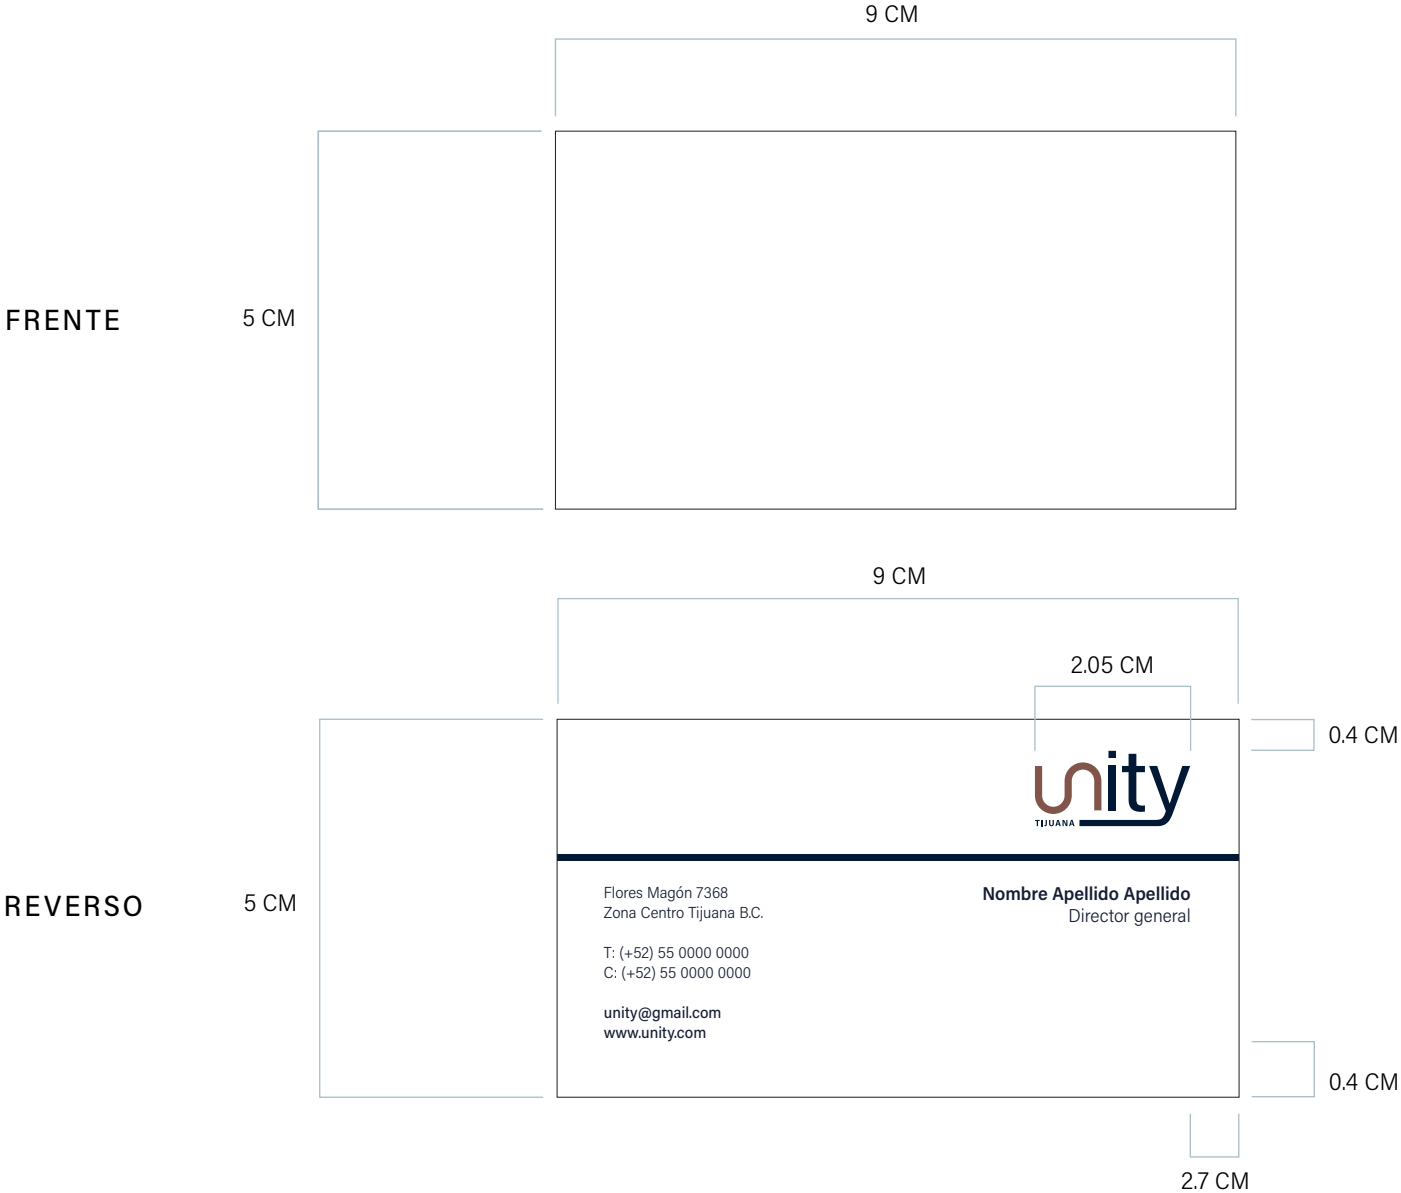 9 CM
FRENTE
5 CM
9 CM
2.05 CM
0.4 CM
unity
TIJUANA
REVERSO
5 CM
Flores Magón 7368
Zona Centro Tijuana B.C.
T: (+52) 55 0000 0000
C: (+52) 55 0000 0000
unity@gmail.com
www.unity.com
Nombre Apellido Apellido
Director general
0.4 CM
2.7 CM